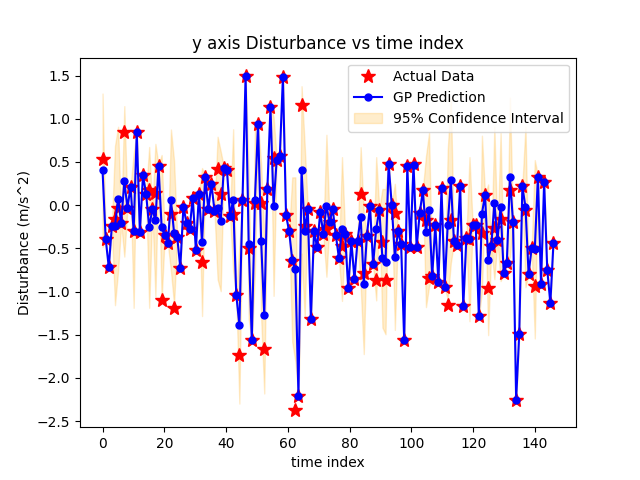 y axis Disturbance vs time index
Actual Data
GP Prediction
95% Confidence Interval
1.5
1.0
0.5
0.0
−0.5
−1.0
−1.5
−2.0
−2.5
Disturbance (m/s^2)
0 20 40 60 80 100 120 140
time index